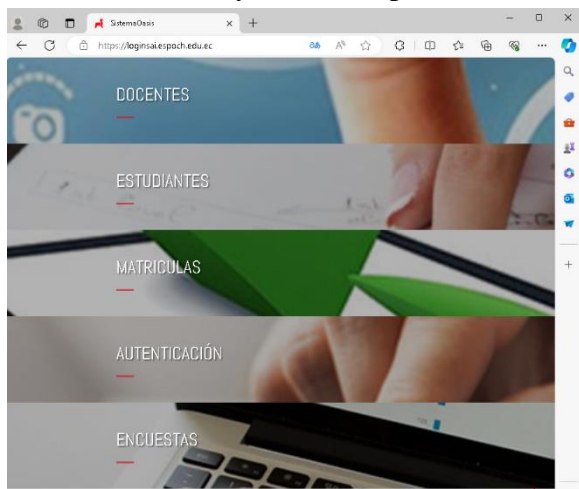 SistemaOasis
https://loginsai.espoch.edu.ec
DOCENTES
ESTUDIANTES
MATRICULAS
AUTENTICACIÓN
ENCUESTAS